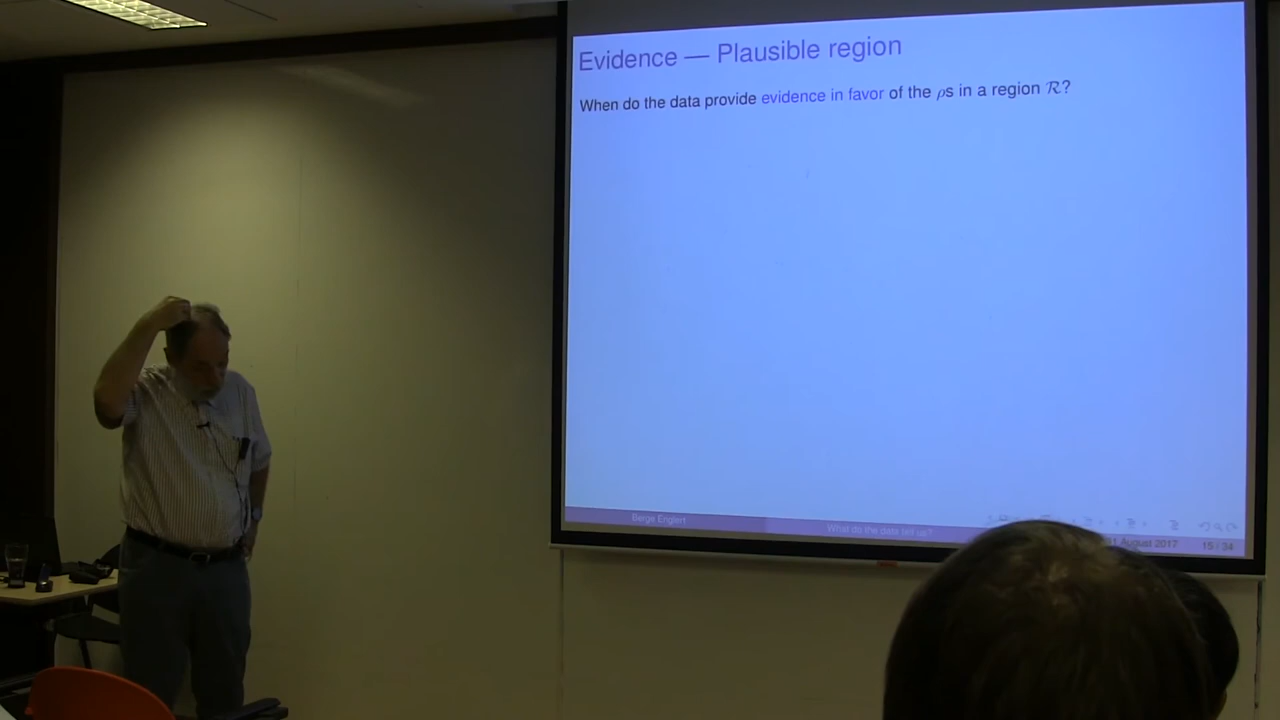 Evidence — Plausible region
When do the data provide evidence in favor of the ρs in a region ℛ?
Berge Englert
What do the data tell us?
August 2017
15 / 34